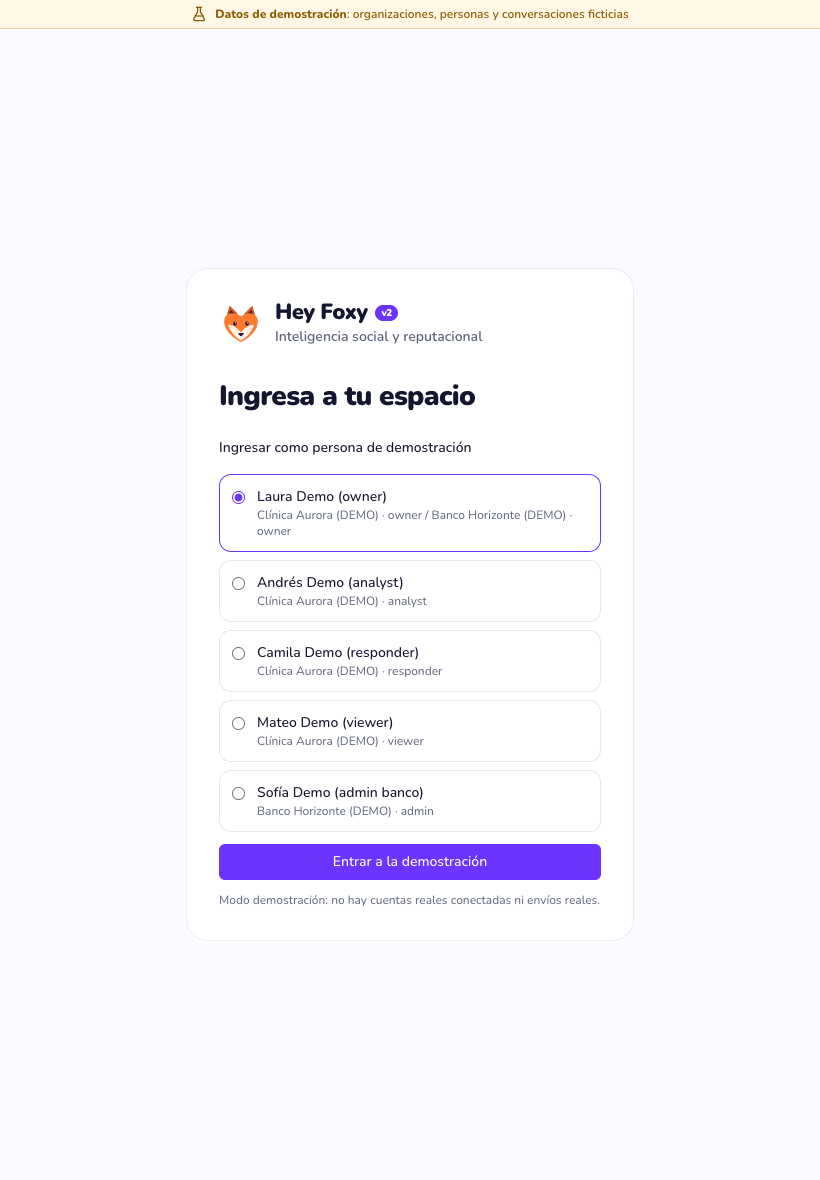 Datos de demostración: organizaciones, personas y conversaciones ficticias
Hey Foxy v2
Inteligencia social y reputacional
Ingresa a tu espacio
Ingresar como persona de demostración
Laura Demo (owner)
Clínica Aurora (DEMO) · owner / Banco Horizonte (DEMO) ·
owner
Andrés Demo (analyst)
Clínica Aurora (DEMO) · analyst
Camila Demo (responder)
Clínica Aurora (DEMO) · responder
Mateo Demo (viewer)
Clínica Aurora (DEMO) · viewer
Sofía Demo (admin banco)
Banco Horizonte (DEMO) · admin
Entrar a la demostración
Modo demostración: no hay cuentas reales conectadas ni envíos reales.